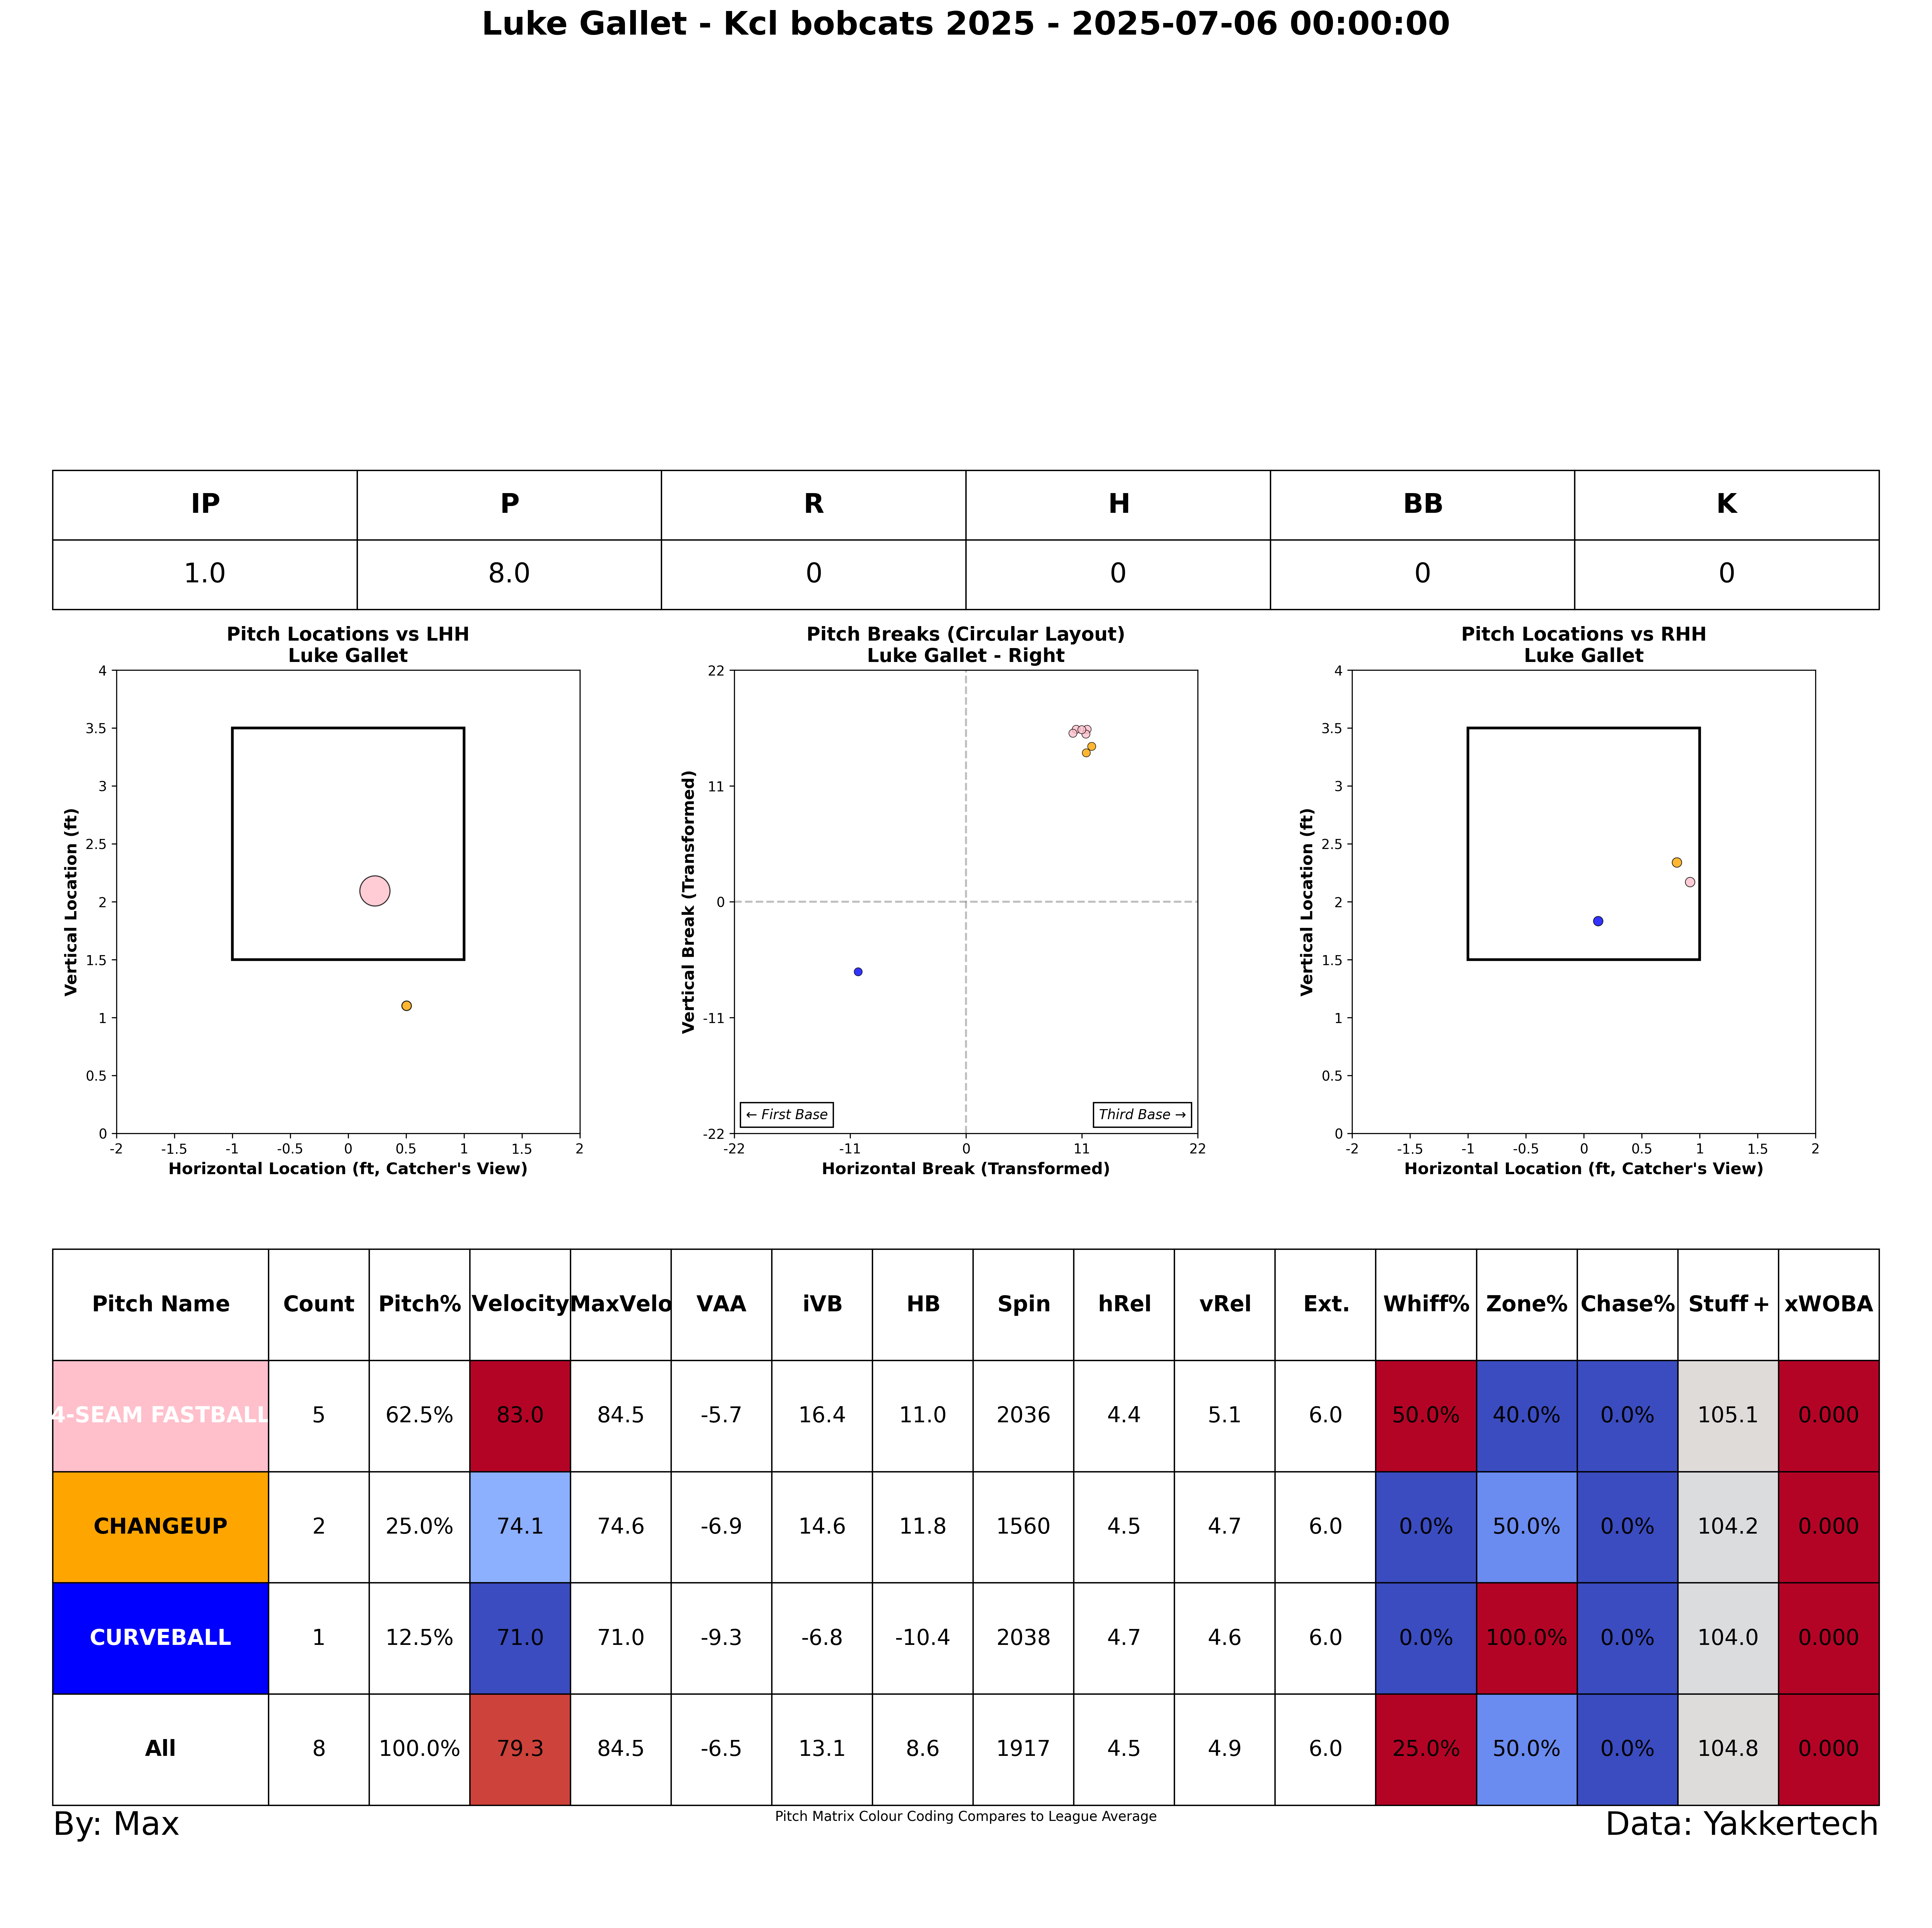 Luke Gallet - Kcl bobcats 2025 - 2025-07-06 00:00:00
IP P R H BB K
1.0 8.0 0 0 0 0
Pitch Locations vs LHH
Luke Gallet
4
3.5
3
2.5
2
1.5
1
0.5
0
-2 -1.5 -1 -0.5 0 0.5 1 1.5 2
Vertical Location (ft)
Horizontal Location (ft, Catcher's View)
Pitch Breaks (Circular Layout)
Luke Gallet - Right
22
11
0
-11
-22
-22 -11 0 11 22
← First Base
Third Base →
Vertical Break (Transformed)
Horizontal Break (Transformed)
Pitch Locations vs RHH
Luke Gallet
4
3.5
3
2.5
2
1.5
1
0.5
0
-2 -1.5 -1 -0.5 0 0.5 1 1.5 2
Vertical Location (ft)
Horizontal Location (ft, Catcher's View)
Pitch Name Count Pitch% Velocity MaxVelo VAA iVB HB Spin hRel vRel Ext. Whiff% Zone% Chase% Stuff+ xWOBA
4-SEAM FASTBALL 5 62.5% 83.0 84.5 -5.7 16.4 11.0 2036 4.4 5.1 6.0 50.0% 40.0% 0.0% 105.1 0.000
CHANGEUP 2 25.0% 74.1 74.6 -6.9 14.6 11.8 1560 4.5 4.7 6.0 0.0% 50.0% 0.0% 104.2 0.000
CURVEBALL 1 12.5% 71.0 71.0 -9.3 -6.8 -10.4 2038 4.7 4.6 6.0 0.0% 100.0% 0.0% 104.0 0.000
All 8 100.0% 79.3 84.5 -6.5 13.1 8.6 1917 4.5 4.9 6.0 25.0% 50.0% 0.0% 104.8 0.000
By: Max
Pitch Matrix Colour Coding Compares to League Average
Data: Yakkertech